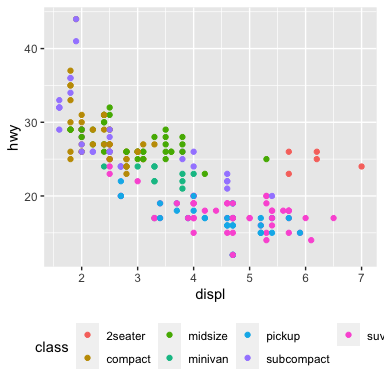 40
30
20
hwy
2 3 4 5 6 7
displ
class
2seater midsize pickup suv
compact minivan subcompact